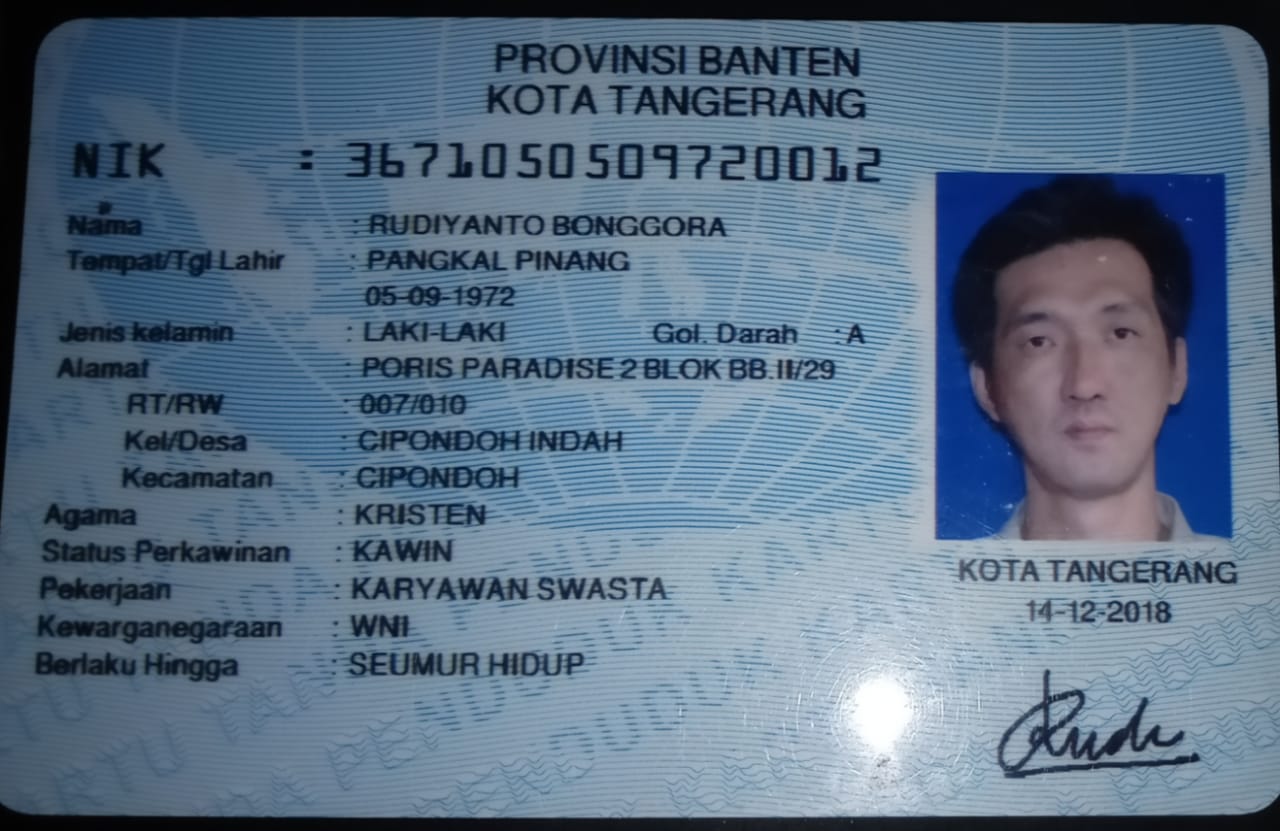 PROVINSI BANTEN
KOTA TANGERANG
NIK : 3671050509720012
Nama : RUDIYANTO BONGGORA
Tempat/Tgl Lahir : PANGKAL PINANG
05-09-1972
Jenis kelamin : LAKI-LAKI Gol. Darah : A
Alamat : PORIS PARADISE 2 BLOK BB.II/29
RT/RW : 007/010
Kel/Desa : CIPONDOH INDAH
Kecamatan : CIPONDOH
Agama : KRISTEN
Status Perkawinan : KAWIN
Pekerjaan : KARYAWAN SWASTA
Kewarganegaraan : WNI
Berlaku Hingga : SEUMUR HIDUP
KOTA TANGERANG
14-12-2018
Rudi